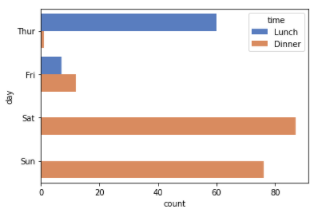 time
Lunch
Dinner
Thur
Fri
Sat
Sun
day
0 20 40 60 80
count